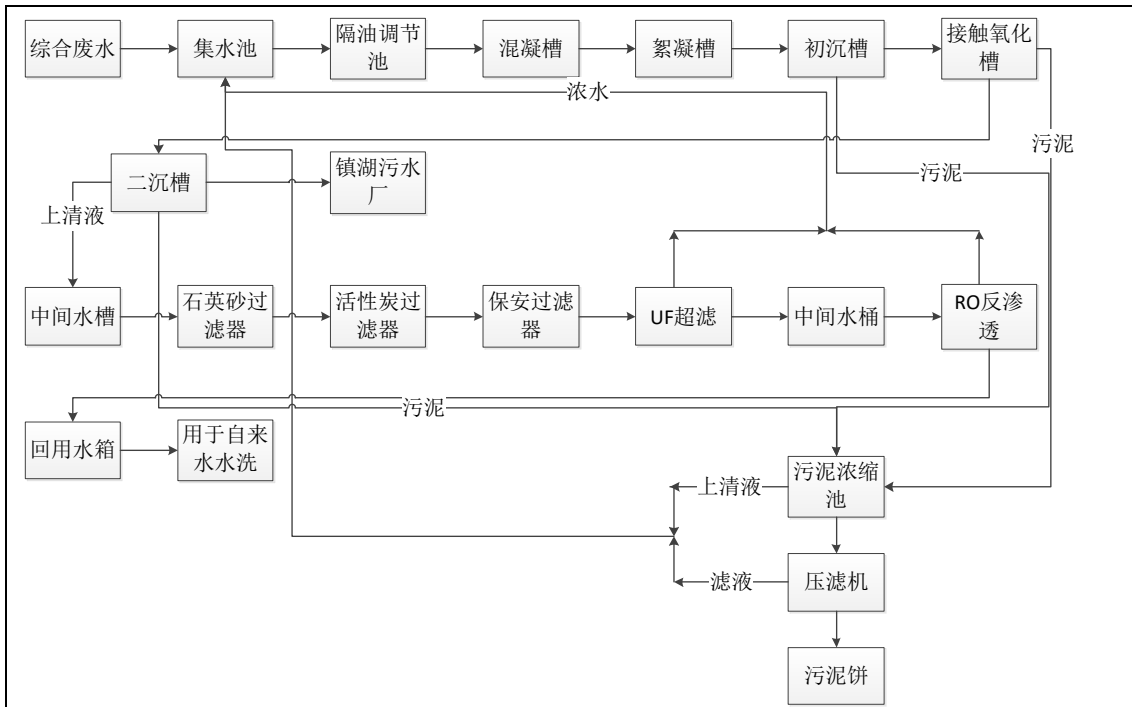 综合废水
集水池
隔油调节
池
混凝槽
絮凝槽
初沉槽
接触氧化
槽
浓水
污泥
污泥
二沉槽
镇湖污水
厂
上清液
中间水槽
石英砂过
滤器
活性炭过
滤器
保安过滤
器
UF超滤
中间水桶
RO反渗
透
污泥
回用水箱
用于自来
水水洗
上清液
污泥浓缩
池
滤液
压滤机
污泥饼